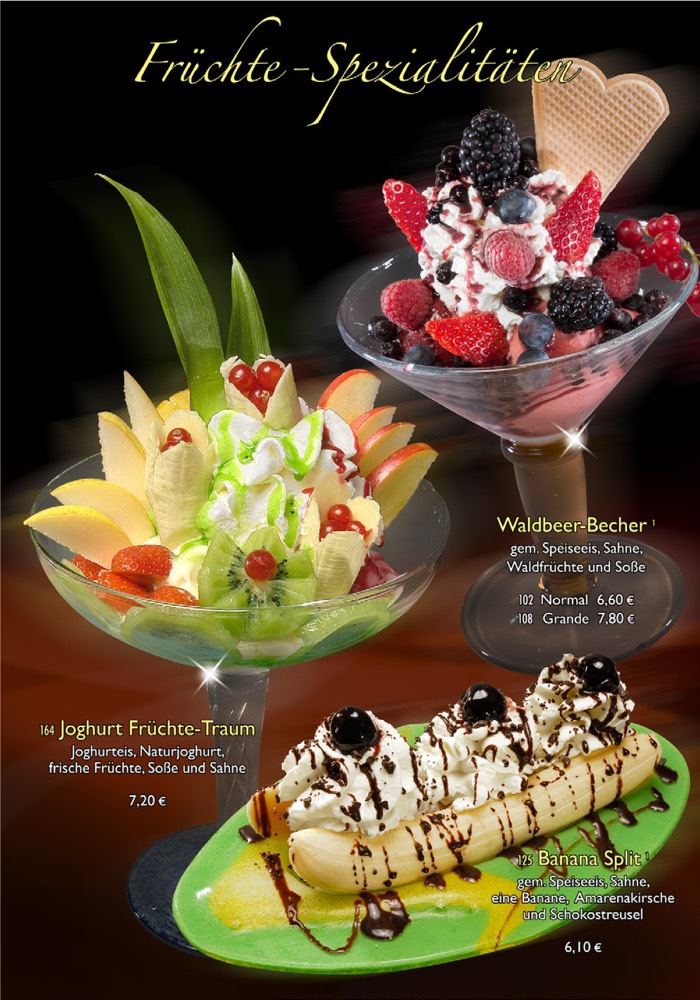 Früchte-Spezialitäten
Waldbeer-Becher ¹
gem. Speiseeis, Sahne,
Waldfrüchte und Soße
102 Normal 6,60 €
108 Grande 7,80 €
164 Joghurt Früchte-Traum
Joghurteis, Naturjoghurt,
frische Früchte, Soße und Sahne
7,20 €
125 Banana Split ¹
gem. Speiseeis, Sahne,
eine Banane, Amarenakirsche
und Schokostreusel
6,10 €